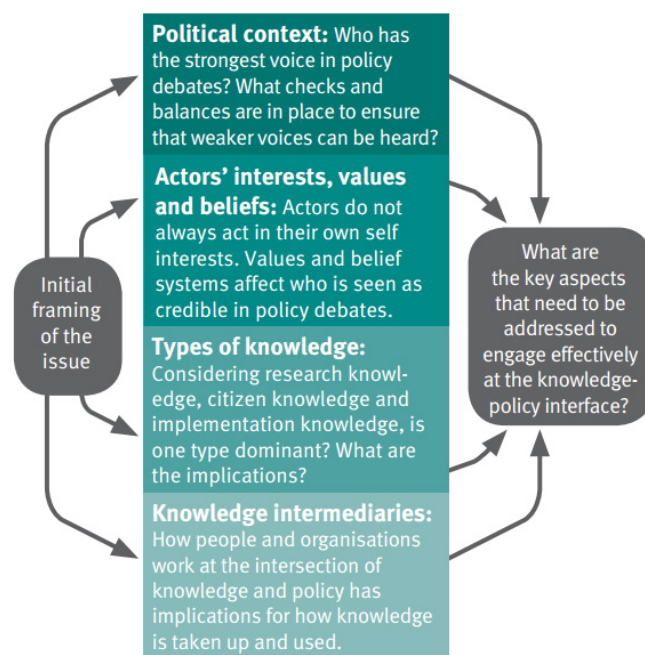 Political context: Who has
the strongest voice in policy
debates? What checks and
balances are in place to ensure
that weaker voices can be heard?
Actors’ interests, values
and beliefs: Actors do not
always act in their own self
interests. Values and belief
systems affect who is seen as
credible in policy debates.
Initial
framing
of the
issue
Types of knowledge:
Considering research knowl-
edge, citizen knowledge and
implementation knowledge, is
one type dominant? What are
the implications?
Knowledge intermediaries:
How people and organisations
work at the intersection of
knowledge and policy has
implications for how knowledge
is taken up and used.
What are
the key aspects
that need to be
addressed to
engage effectively
at the knowledge-
policy interface?